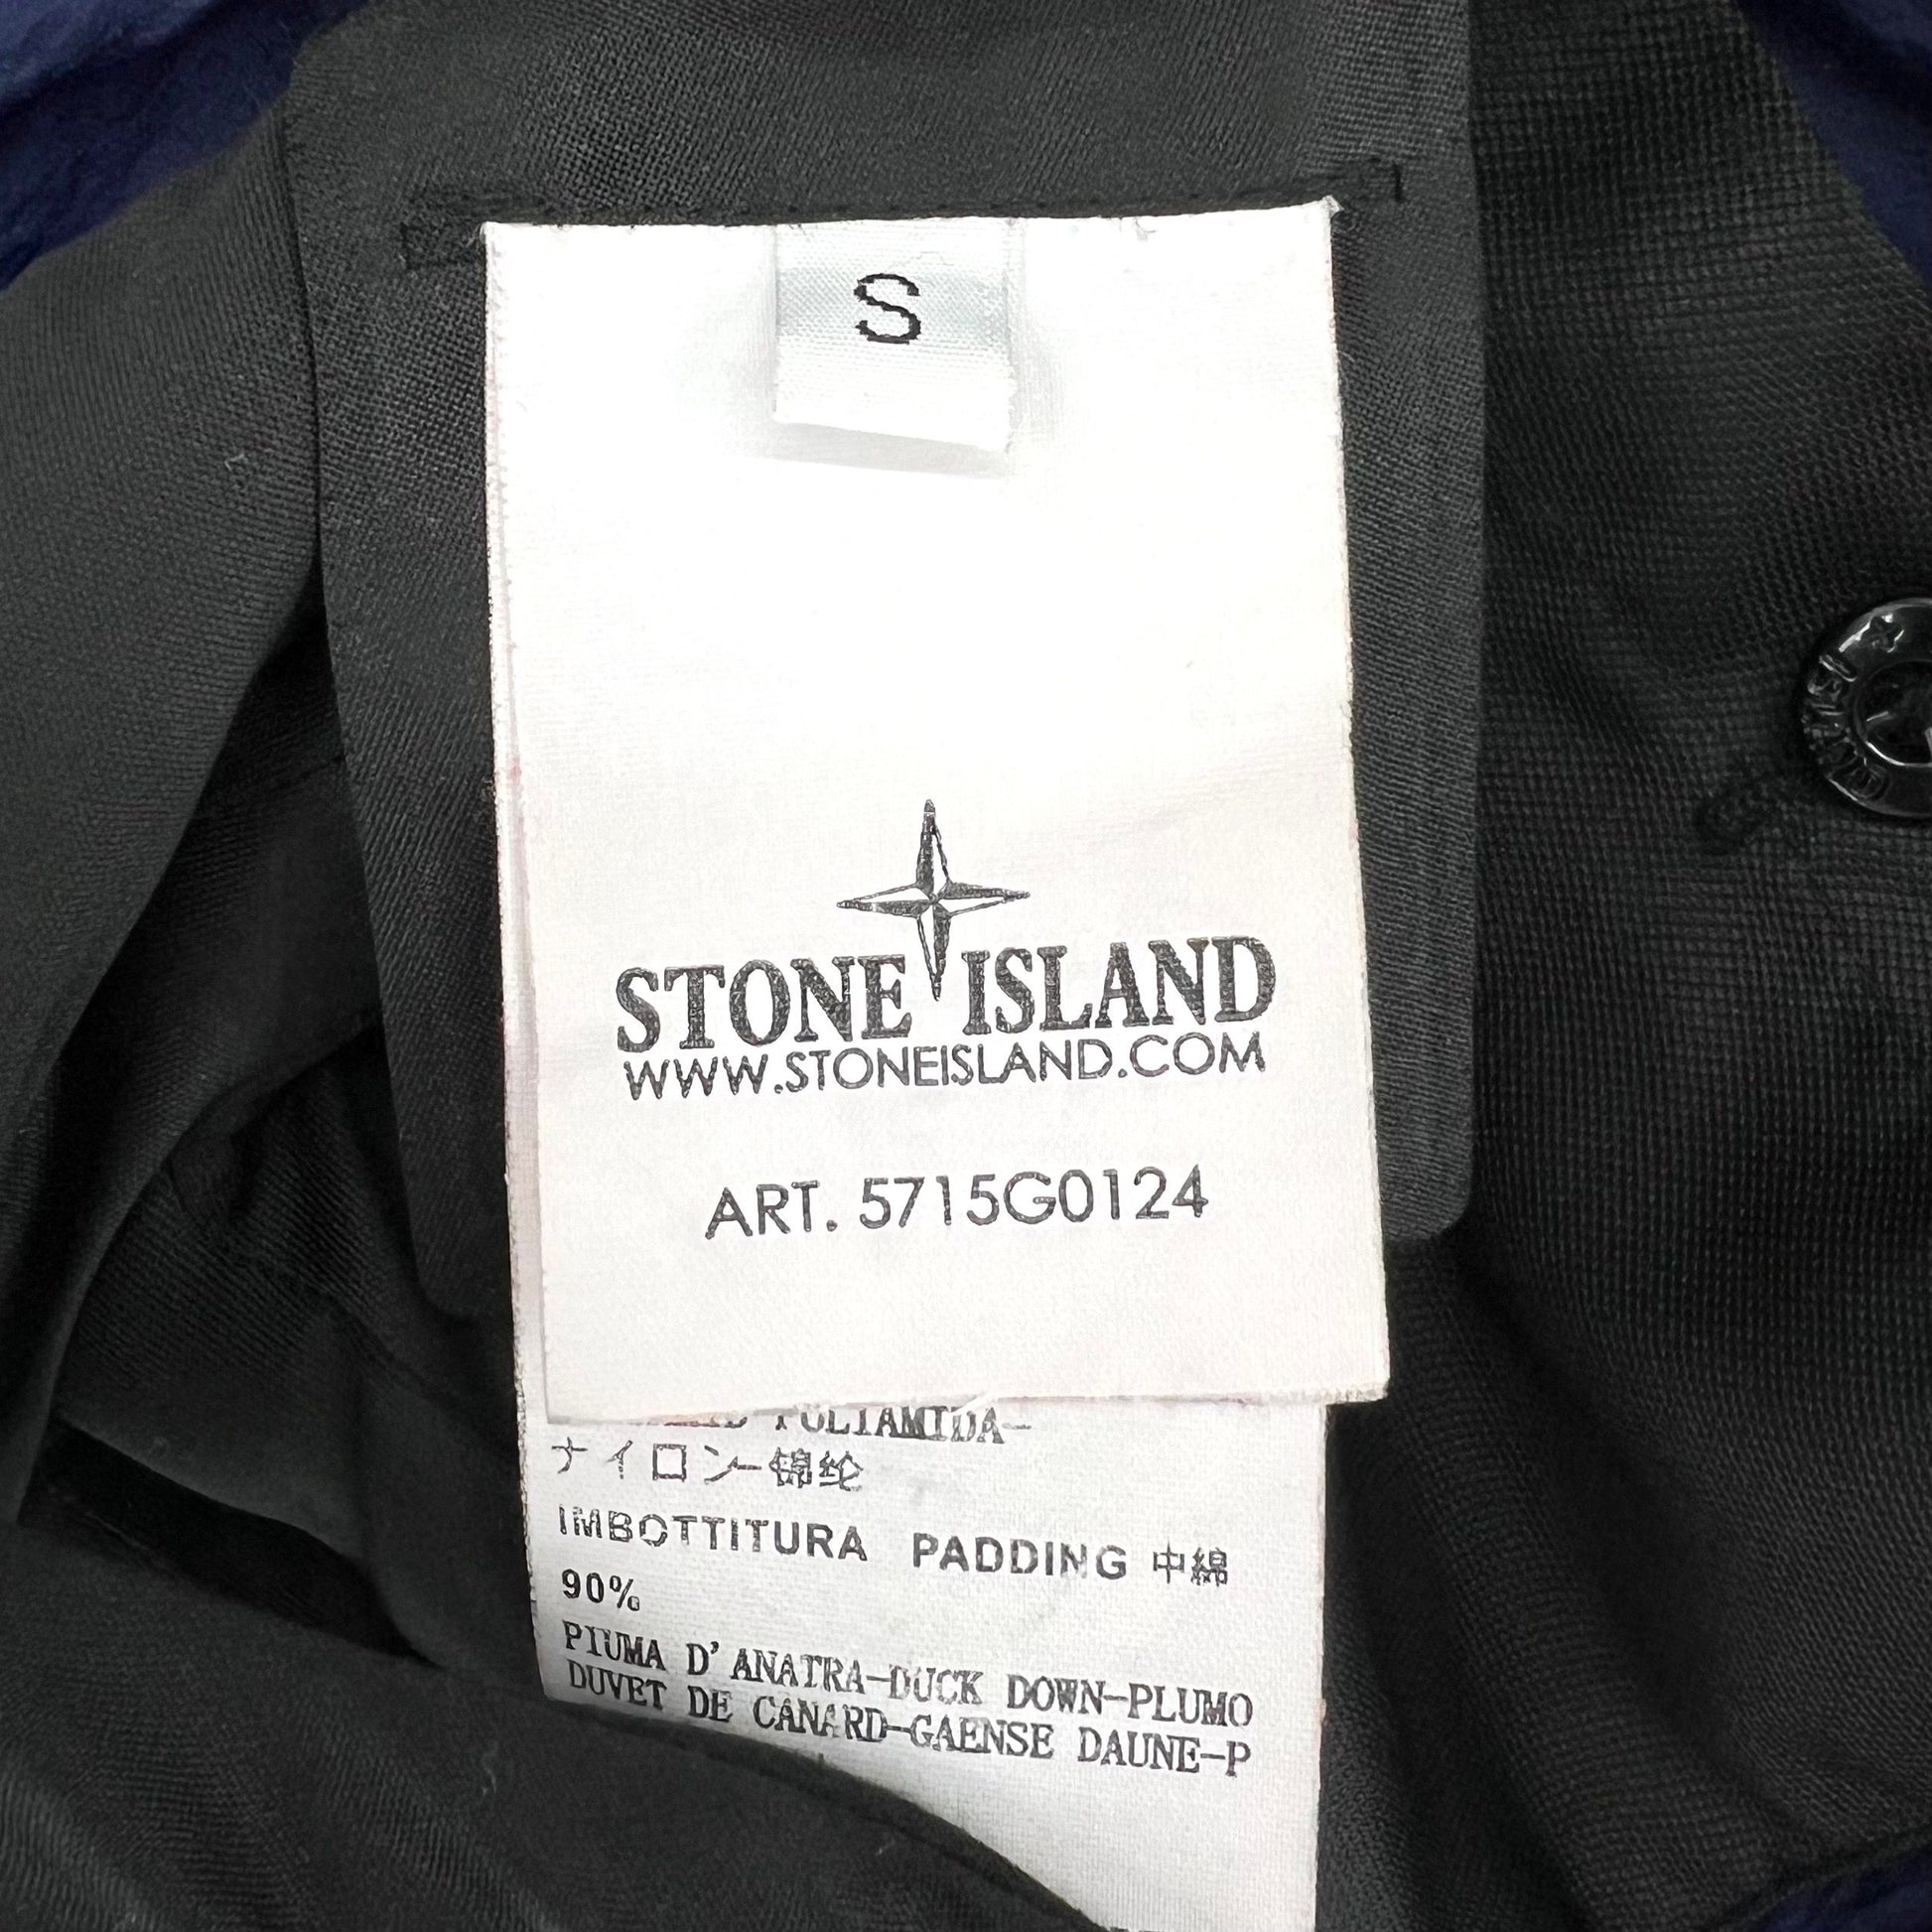 S
STONE ISLAND
WWW.STONEISLAND.COM
ART. 5715G0124
POLIAMIDA-
ナイロン-锦纶
IMBOTTITURA PADDING 中綿
90%
PIUMA D'ANATRA-DUCK DOWN-PLUMO
DUVET DE CANARD-GAENSE DAUNE-P
ISLAND